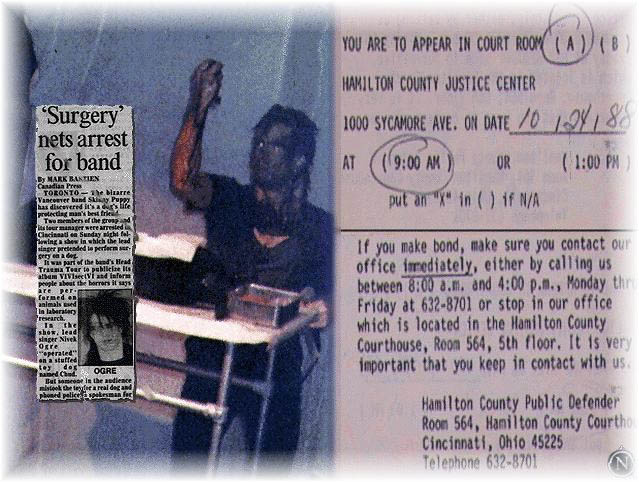 'Surgery'
nets arrest
for band
By MARK BASTIEN
Canadian Press
TORONTO — The bizarre
Vancouver band Skinny Puppy
has discovered it's a dog's life
protecting man's best friend.
Two members of the group and
its tour manager were arrested in
Cincinnati on Sunday night fol-
lowing a show in which the lead
singer pretended to perform sur-
gery on a dog.
It was part of the band's Head
Trauma Tour to publicize its
album VIVIsectVI and inform
people about the horrors it says
are per-
formed on
animals used
in laboratory
research.
In the
show, lead
singer Nivek
Ogre
"operated"
on a stuffed
toy dog
named Chud.
OGRE
But someone in the audience
mistook the toy for a real dog and
phoned police, a spokesman for
YOU ARE TO APPEAR IN COURT ROOM (A) (B)
HAMILTON COUNTY JUSTICE CENTER
1000 SYCAMORE AVE. ON DATE 10/24/88
AT (9:00 AM) OR (1:00 PM)
put an "X" in ( ) if N/A
If you make bond, make sure you contact our
office immediately, either by calling us
between 8:00 a.m. and 4:00 p.m., Monday thru
Friday at 632-8701 or stop in our office
which is located in the Hamilton County
Courthouse, Room 564, 5th floor. It is very
important that you keep in contact with us.
Hamilton County Public Defender
Room 564, Hamilton County Courthou
Cincinnati, Ohio 45225
Telephone 632-8701
N